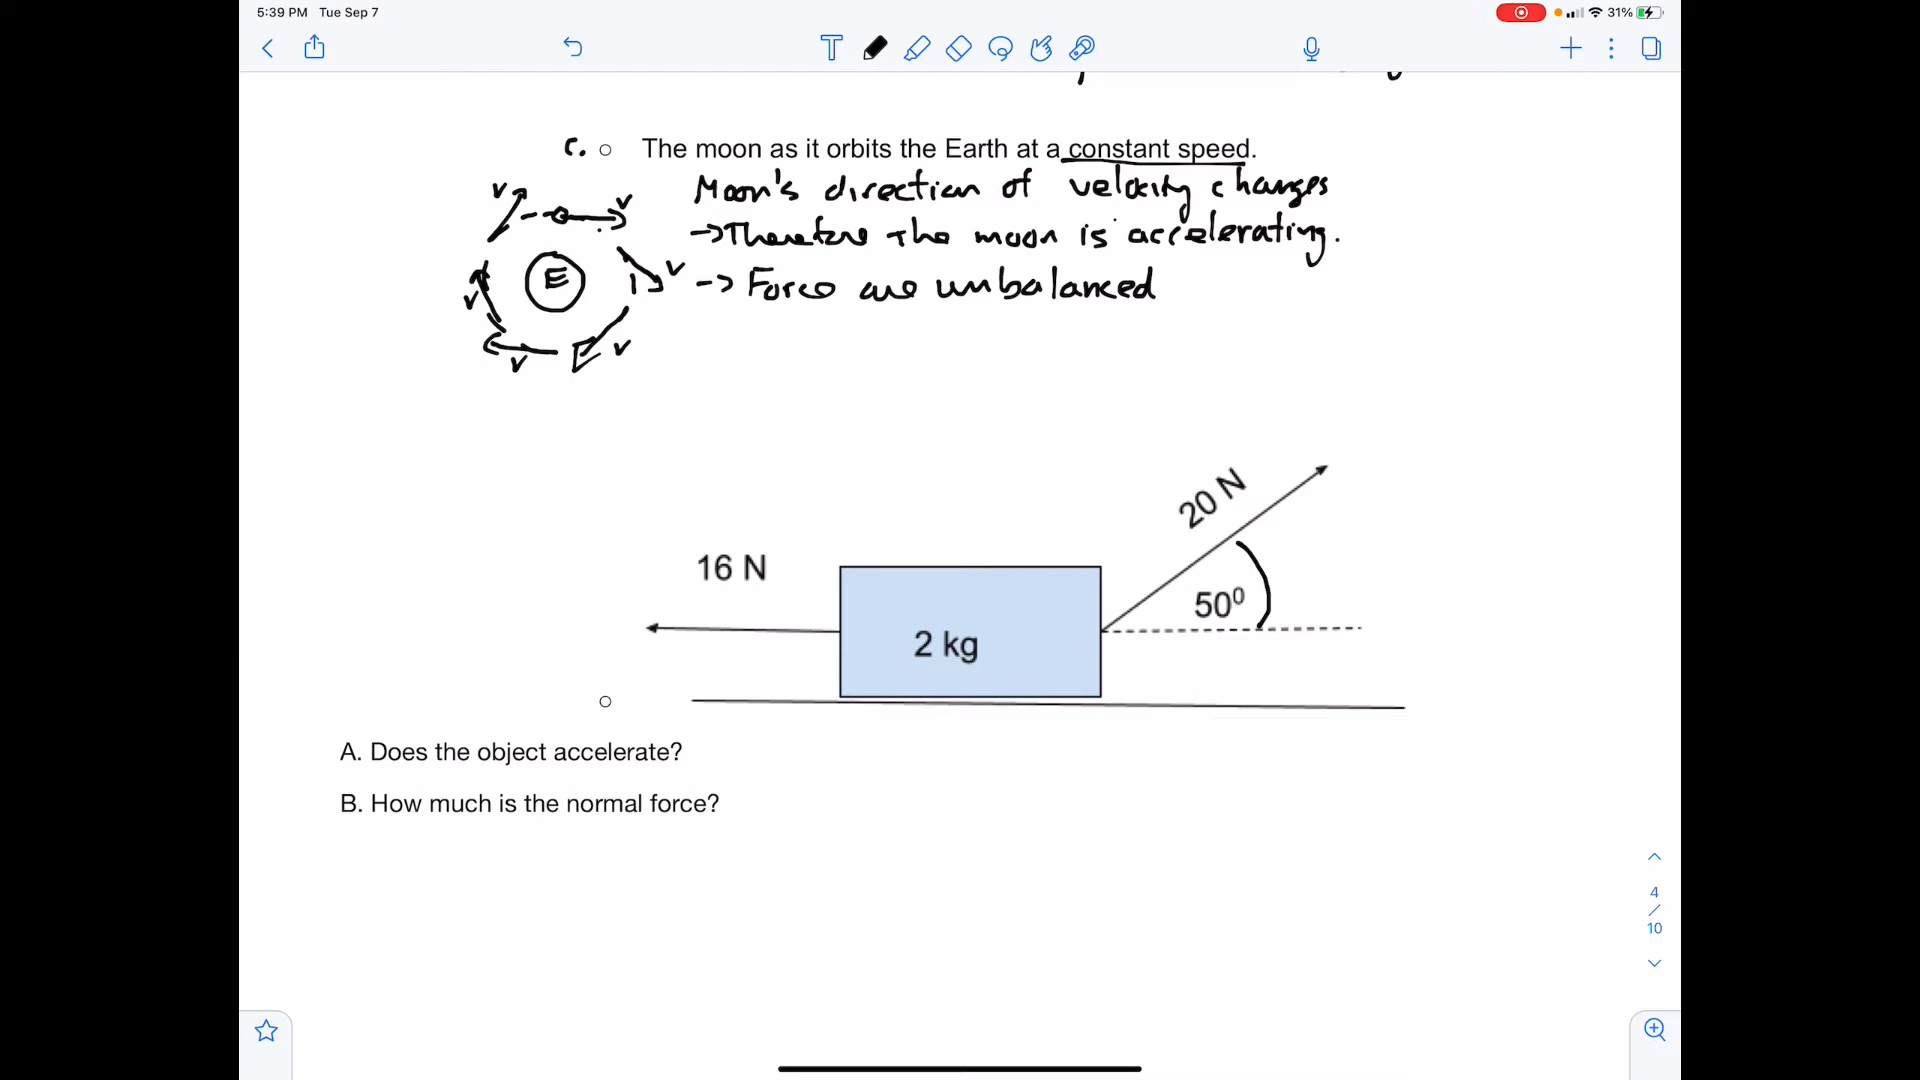 5:39 PM Tue Sep 7
31%
T
C. ○ The moon as it orbits the Earth at a constant speed.
Moon's direction of velocity changes
→ Therefore the moon is accelerating.
→ Force are unbalanced
v
v
v
v
v
v
E
20 N
16 N
50⁰
2 kg
○
A. Does the object accelerate?
B. How much is the normal force?
4
/
10